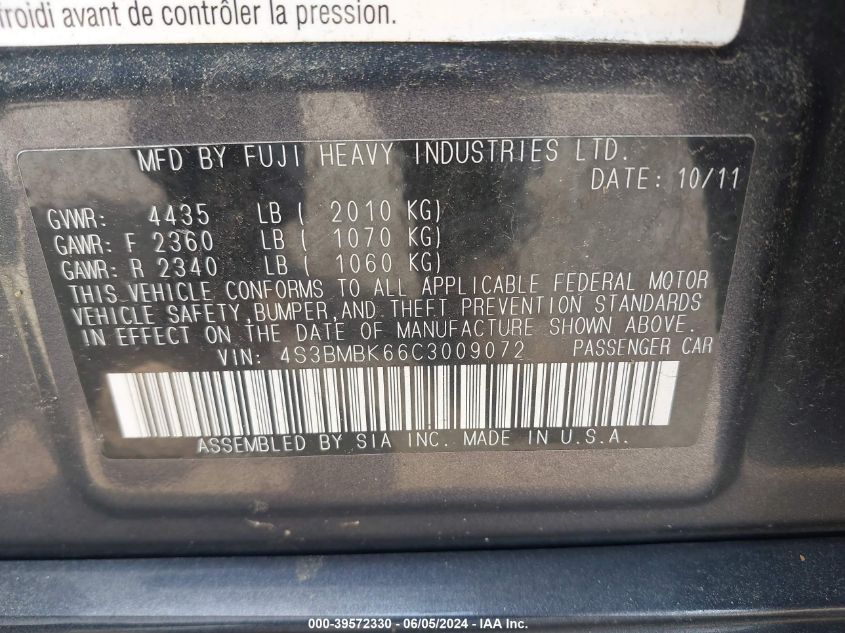 froidi avant de contrôler la pression.
MFD BY FUJI HEAVY INDUSTRIES LTD.
DATE: 10/11
GVWR: 4435 LB ( 2010 KG)
GAWR: F 2360 LB ( 1070 KG)
GAWR: R 2340 LB ( 1060 KG)
THIS VEHICLE CONFORMS TO ALL APPLICABLE FEDERAL MOTOR
VEHICLE SAFETY,BUMPER,AND THEFT PREVENTION STANDARDS
IN EFFECT ON THE DATE OF MANUFACTURE SHOWN ABOVE.
VIN: 4S3BMBK66C3009072 PASSENGER CAR
ASSEMBLED BY SIA INC. MADE IN U.S.A.
000-39572330 - 06/05/2024 - IAA Inc.